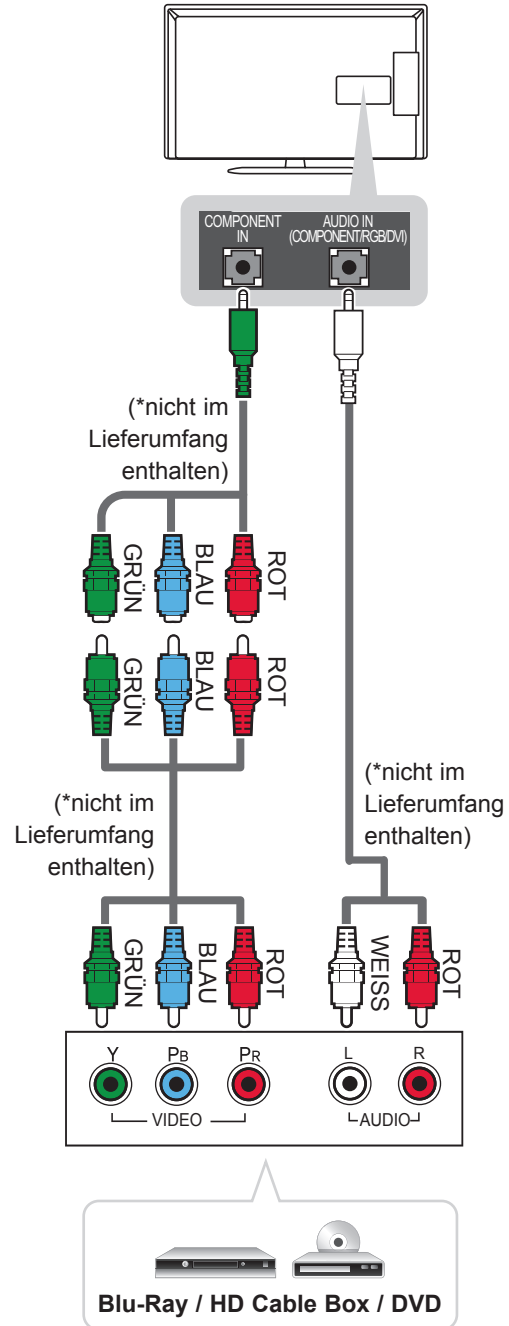 COMPONENT
IN
AUDIO IN
(COMPONENT/RGB/DVI)
(*nicht im
Lieferumfang
enthalten)
GRÜN
BLAU
ROT
GRÜN
BLAU
ROT
(*nicht im
Lieferumfang
enthalten)
(*nicht im
Lieferumfang
enthalten)
GRÜN
BLAU
ROT
WEISS
ROT
Y
PB
PR
L
R
VIDEO
AUDIO
Blu-Ray / HD Cable Box / DVD